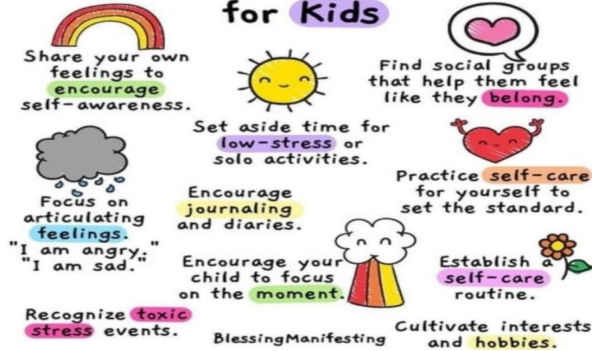 for Kids
Share your own
feelings to
encourage
self-awareness.
Find social groups
that help them feel
like they belong.
Set aside time for
low-stress or
solo activities.
Practice self-care
for yourself to
set the standard.
Focus on
articulating
feelings.
"I am angry."
"I am sad."
Encourage
journaling
and diaries.
Encourage your
child to focus
on the moment.
Establish a
self-care
routine.
Recognize toxic
stress events.
BlessingManifesting
Cultivate interests
and hobbies.